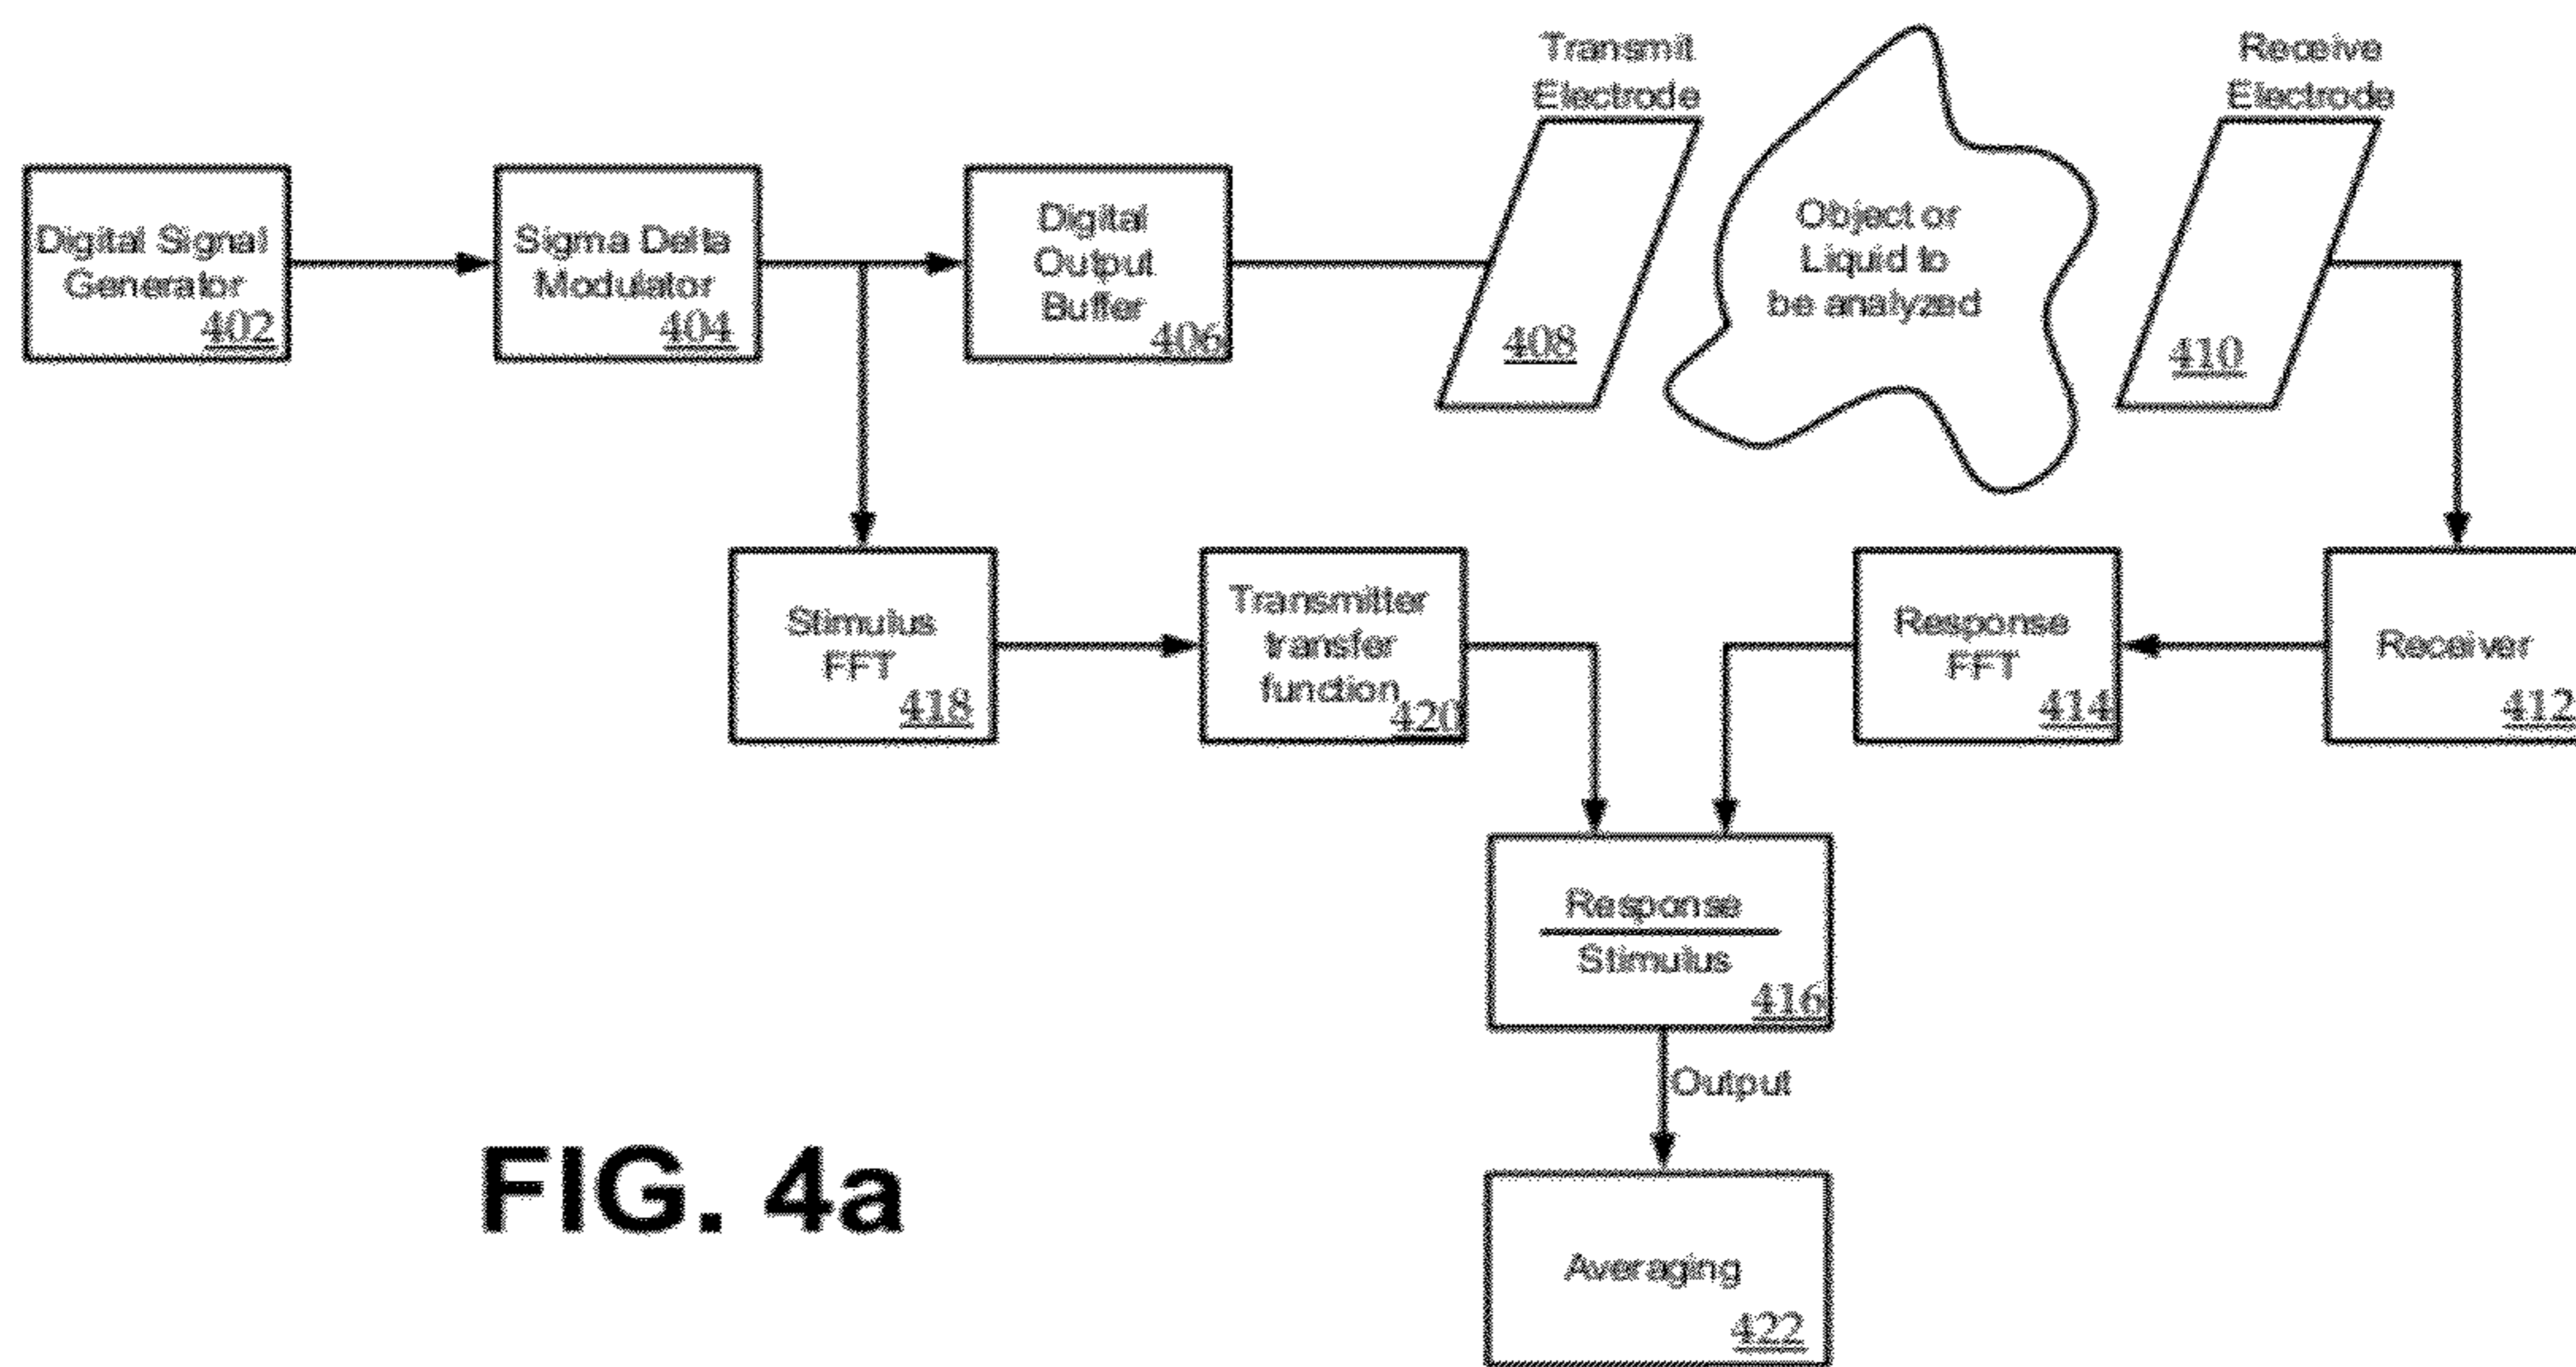 Transmit
Electrode
Receive
Electrode
Digital Signal
Generator
402
Sigma Delta
Modulator
404
Digital
Output
Buffer
406
408
Object or
Liquid to
be analyzed
410
Stimulus
FFT
418
Transmitter
transfer
function
420
Response
FFT
414
Receiver
412
Response
Stimulus
416
Output
Averaging
422
FIG. 4a